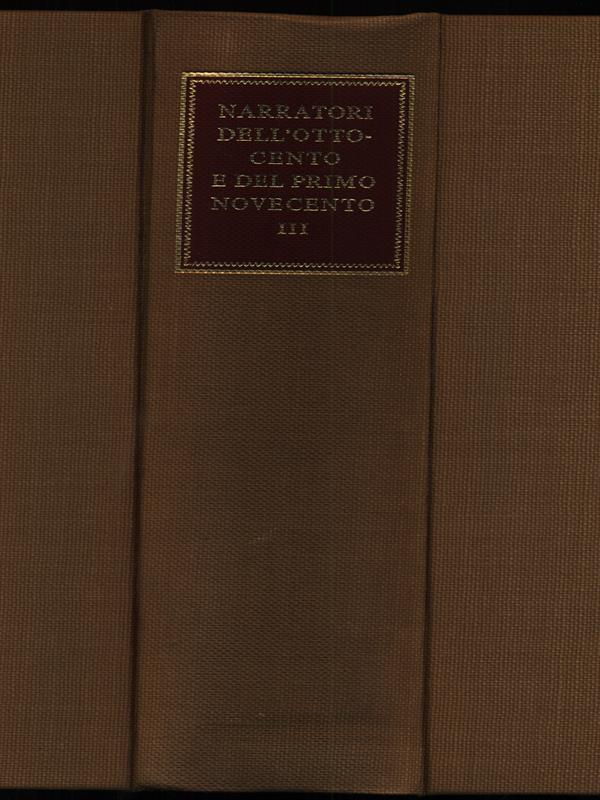 NARRATORI
DELL'OTTO-
CENTO
E DEL PRIMO
NOVECENTO
III